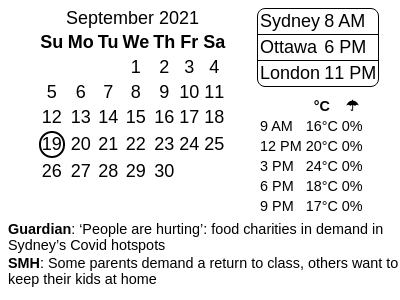 September 2021
Su Mo Tu We Th Fr Sa
1 2 3 4
5 6 7 8 9 10 11
12 13 14 15 16 17 18
19 20 21 22 23 24 25
26 27 28 29 30
Sydney 8 AM
Ottawa 6 PM
London 11 PM
°C ☂
9 AM 16°C 0%
12 PM 20°C 0%
3 PM 24°C 0%
6 PM 18°C 0%
9 PM 17°C 0%
Guardian: ‘People are hurting’: food charities in demand in
Sydney’s Covid hotspots
SMH: Some parents demand a return to class, others want to
keep their kids at home